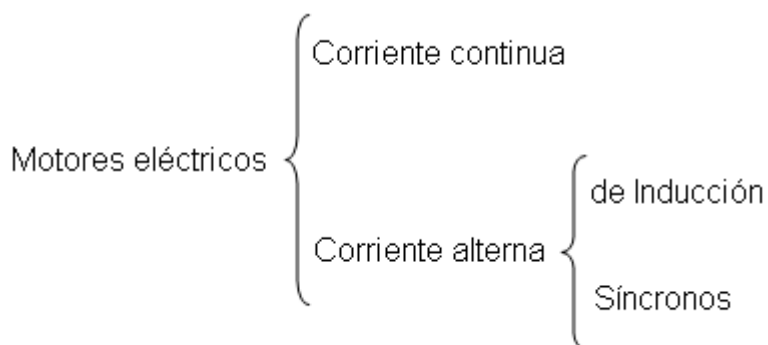 Corriente continua
Motores eléctricos
de Inducción
Corriente alterna
Síncronos